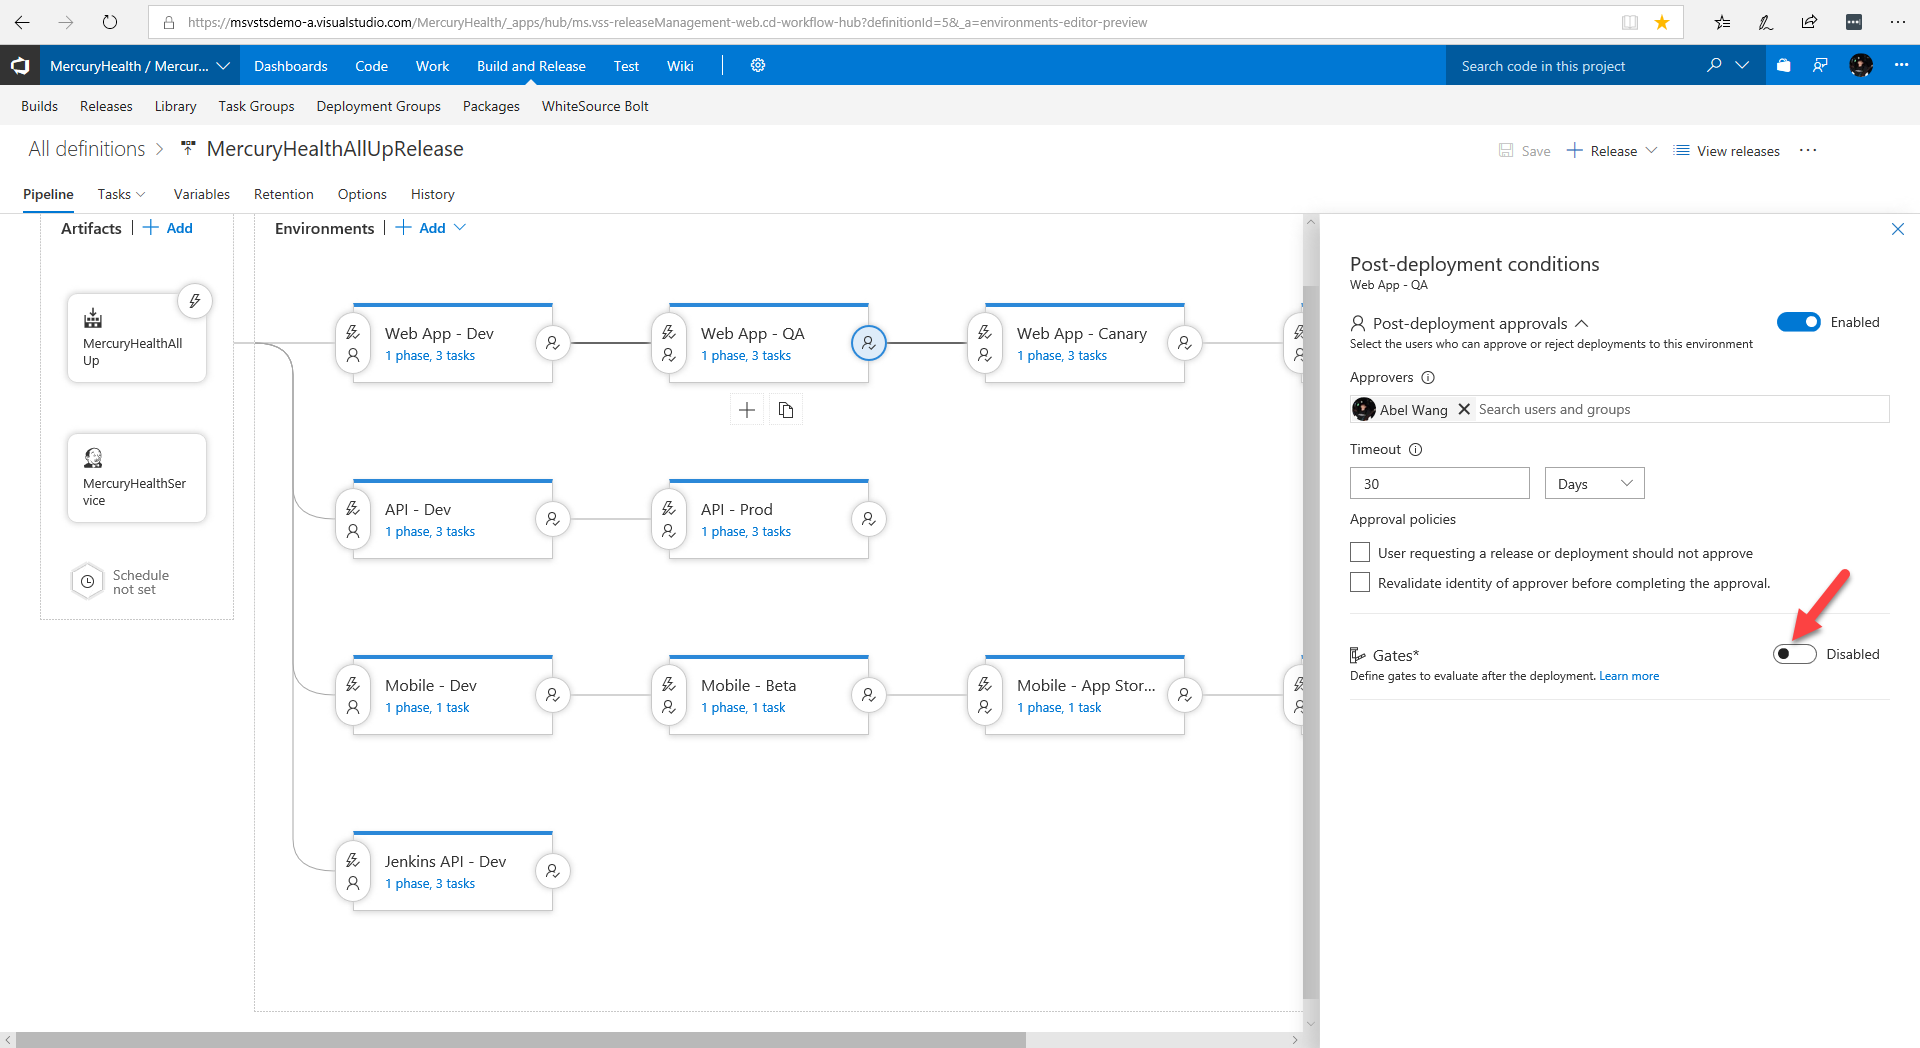 https://msvstsdemo-a.visualstudio.com/MercuryHealth/_apps/hub/ms.vss-releaseManagement-web.cd-workflow-hub?definitionId=5&_a=environments-editor-preview
MercuryHealth / Mercur... Dashboards Code Work Build and Release Test Wiki Search code in this project
Builds Releases Library Task Groups Deployment Groups Packages WhiteSource Bolt
All definitions > MercuryHealthAllUpRelease Save + Release View releases ...
Pipeline Tasks Variables Retention Options History
Artifacts | + Add
Environments | + Add
MercuryHealthAll
Up
MercuryHealthSer
vice
Schedule
not set
Web App - Dev
1 phase, 3 tasks
Web App - QA
1 phase, 3 tasks
Web App - Canary
1 phase, 3 tasks
API - Dev
1 phase, 3 tasks
API - Prod
1 phase, 3 tasks
Mobile - Dev
1 phase, 1 task
Mobile - Beta
1 phase, 1 task
Mobile - App Stor...
1 phase, 1 task
Jenkins API - Dev
1 phase, 3 tasks
Post-deployment conditions
Web App - QA
Post-deployment approvals Enabled
Select the users who can approve or reject deployments to this environment
Approvers
Abel Wang Search users and groups
Timeout
30 Days
Approval policies
User requesting a release or deployment should not approve
Revalidate identity of approver before completing the approval.
Gates* Disabled
Define gates to evaluate after the deployment. Learn more